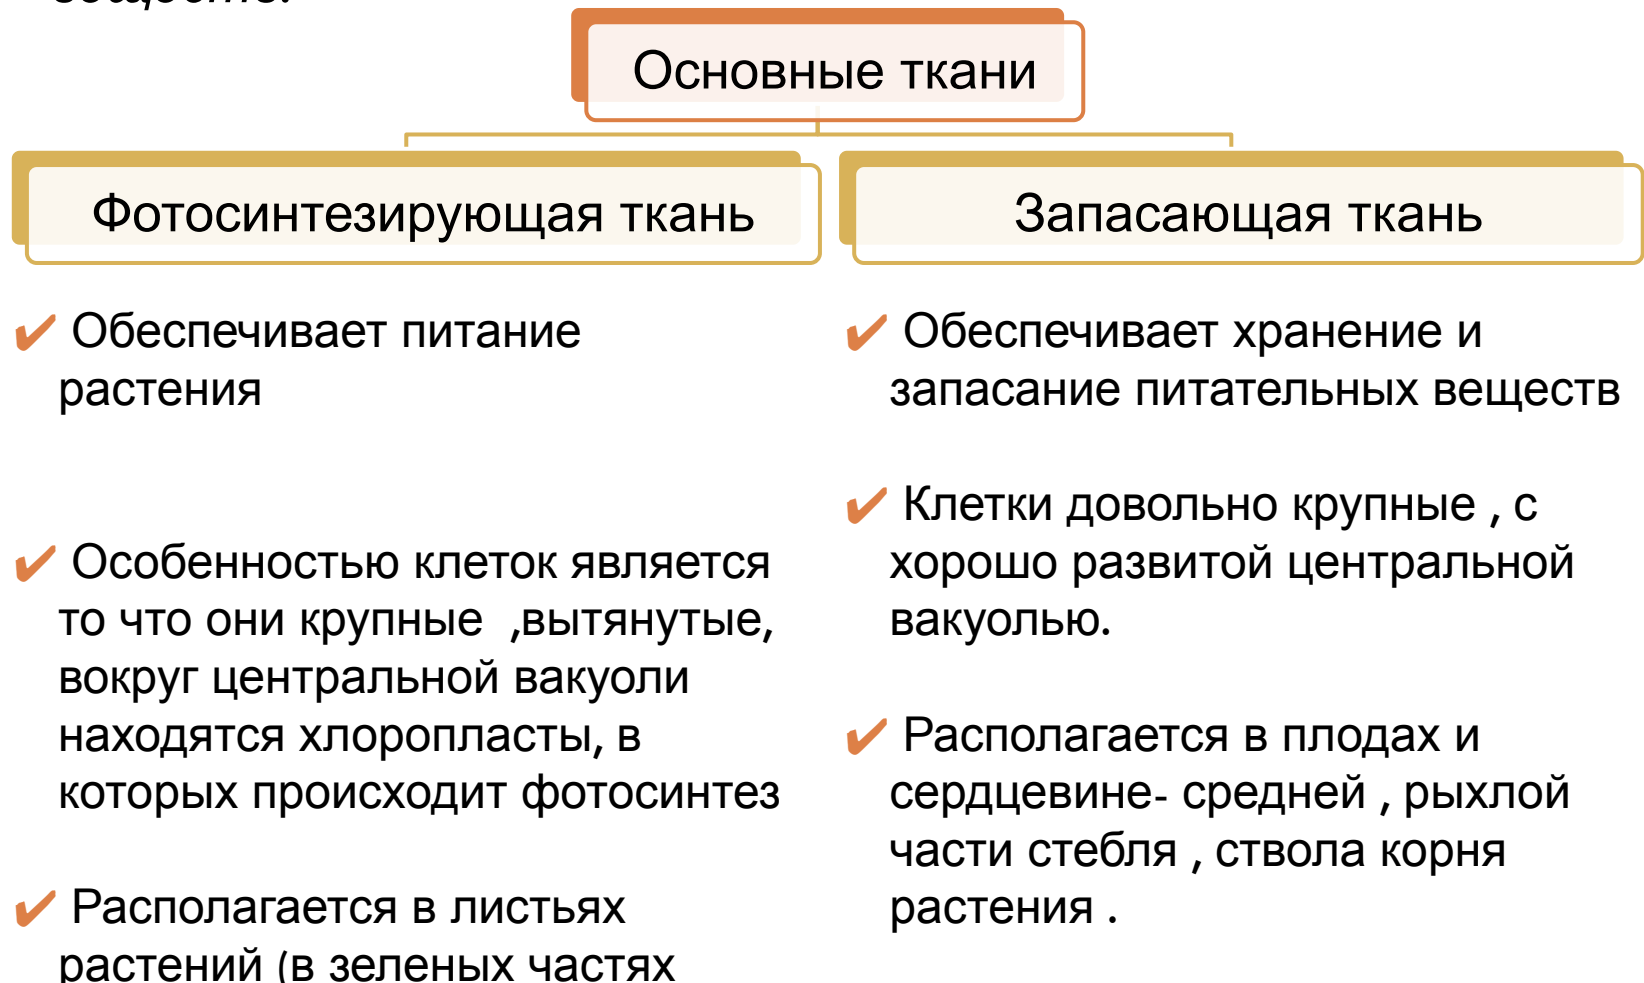 Основные ткани
Фотосинтезирующая ткань
Запасающая ткань
✔ Обеспечивает питание
растения
✔ Особенностью клеток является
то что они крупные ,вытянутые,
вокруг центральной вакуоли
находятся хлоропласты, в
которых происходит фотосинтез
✔ Располагается в листьях
растений (в зеленых частях
✔ Обеспечивает хранение и
запасание питательных веществ
✔ Клетки довольно крупные , с
хорошо развитой центральной
вакуолью.
✔ Располагается в плодах и
сердцевине- средней , рыхлой
части стебля , ствола корня
растения .